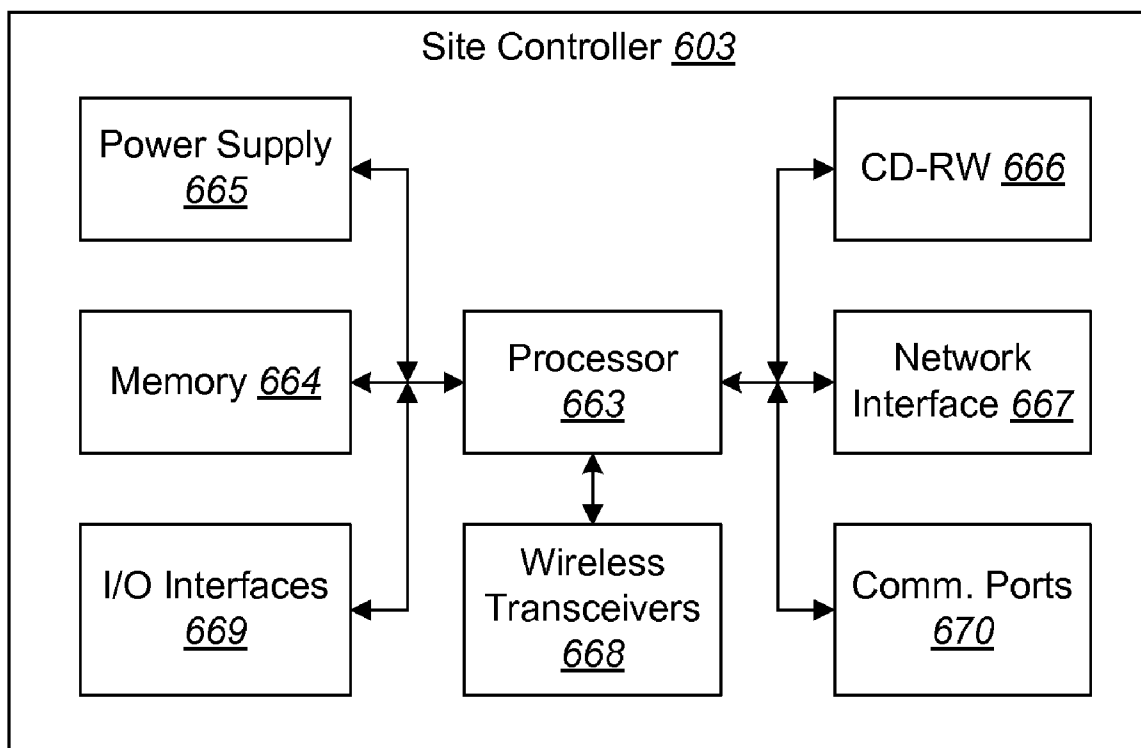 Site Controller 603
Power Supply
665
CD-RW 666
Memory 664
Processor
663
Network
Interface 667
I/O Interfaces
669
Wireless
Transceivers
668
Comm. Ports
670